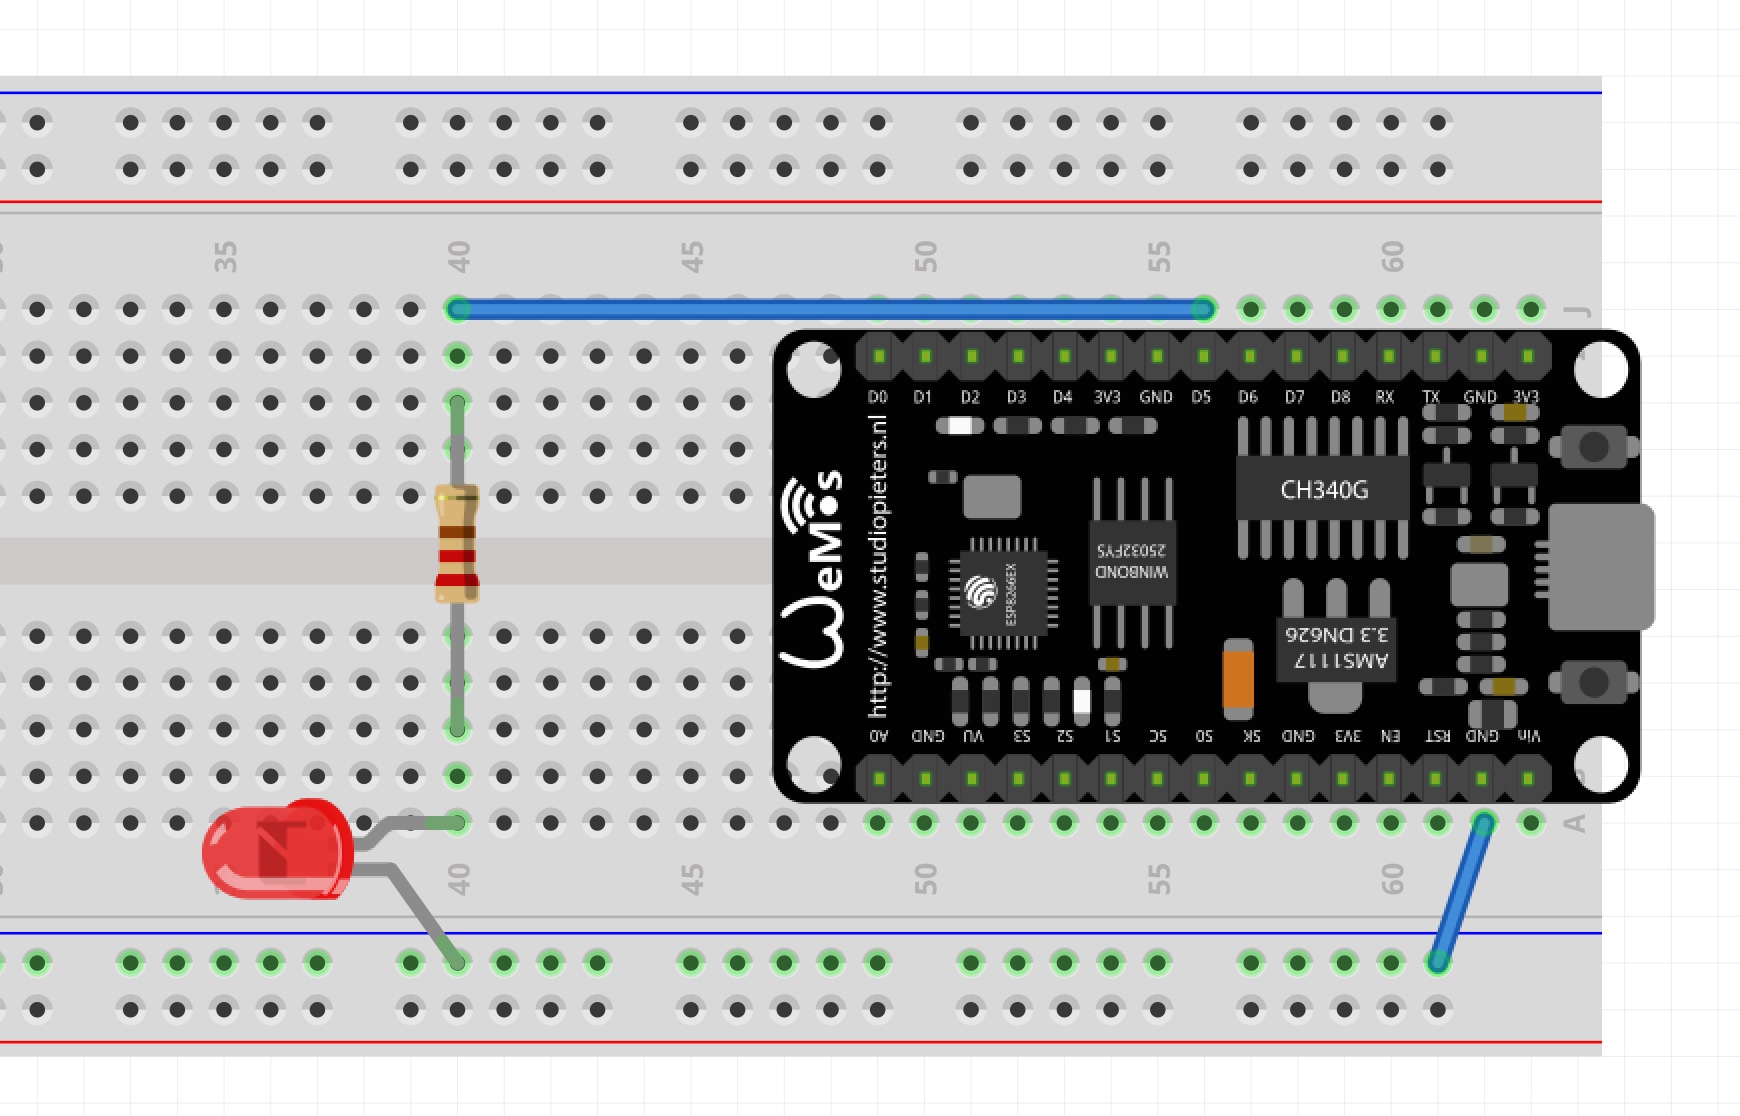 35 40 45 50 55 60
J
D0 D1 D2 D3 D4 3V3 GND D5 D6 D7 D8 RX TX GND 3V3
WeMos
http://www.studiopieters.nl
ESP8266EX
WINBOND
25032FYS
CH340G
AMS1117
3.3 DN626
A0 GND VU S3 S2 S1 SC S0 SK GND 3V3 EN RST GND Vin
A
40 45 50 55 60